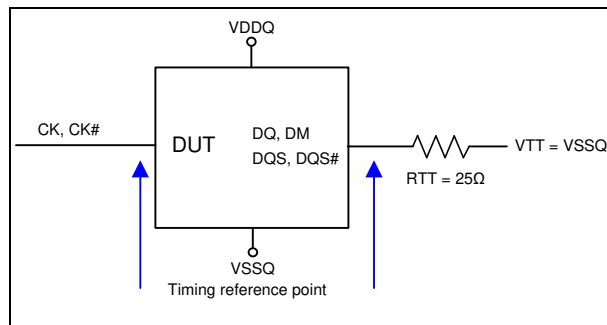 VDDQ
CK, CK#
DUT
DQ, DM
DQS, DQS#
VTT = VSSQ
RTT = 25Ω
VSSQ
Timing reference point